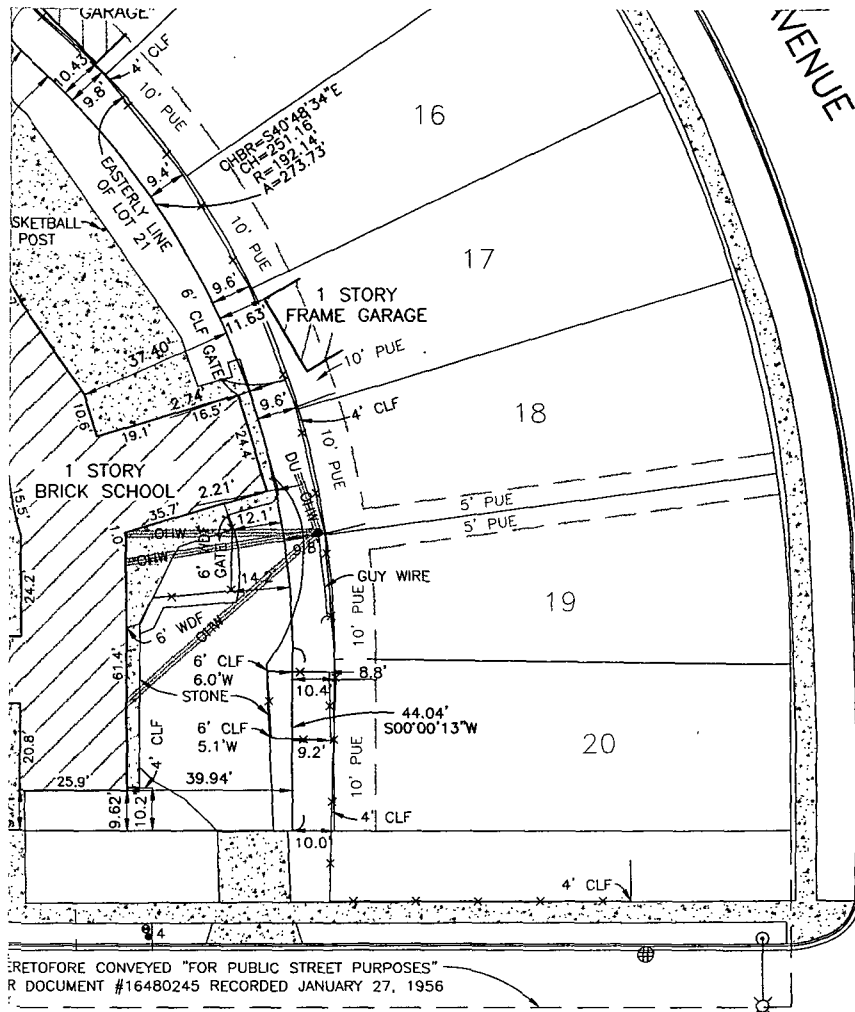 GARAGE"
AVENUE
10.43'
4' CLF
9.8'
10' PUE
16
CHBR=S40°48'34"E
CH=251.16'
R=192.14'
A=273.73'
9.4'
EASTERLY LINE
OF LOT 21
SKETBALL
POST
10' PUE
17
9.6'
11.63'
1 STORY
FRAME GARAGE
6' CLF
GATE
37.40'
10' PUE
2.74'
16.5'
9.6'
4' CLF
18
10.6'
19.1'
24.4'
10' PUE
1 STORY
BRICK SCHOOL
2.21'
DU
OHW
5' PUE
5' PUE
15.5'
35.7'
12.1'
1.0'
OHW
OHW
9.8'
6' WDF
GATE
14.2'
GUY WIRE
24.2'
19
10' PUE
6' WDF
OHW
61.4'
6' CLF
6.0'W
8.8'
10.4'
STONE
44.04'
S00°00'13"W
6' CLF
5.1'W
9.2'
20
20.8'
4' CLF
10' PUE
25.9'
39.94'
9.62'
10.2'
4' CLF
10.0'
4' CLF
4
ERETOFORE CONVEYED "FOR PUBLIC STREET PURPOSES"
R DOCUMENT #16480245 RECORDED JANUARY 27, 1956